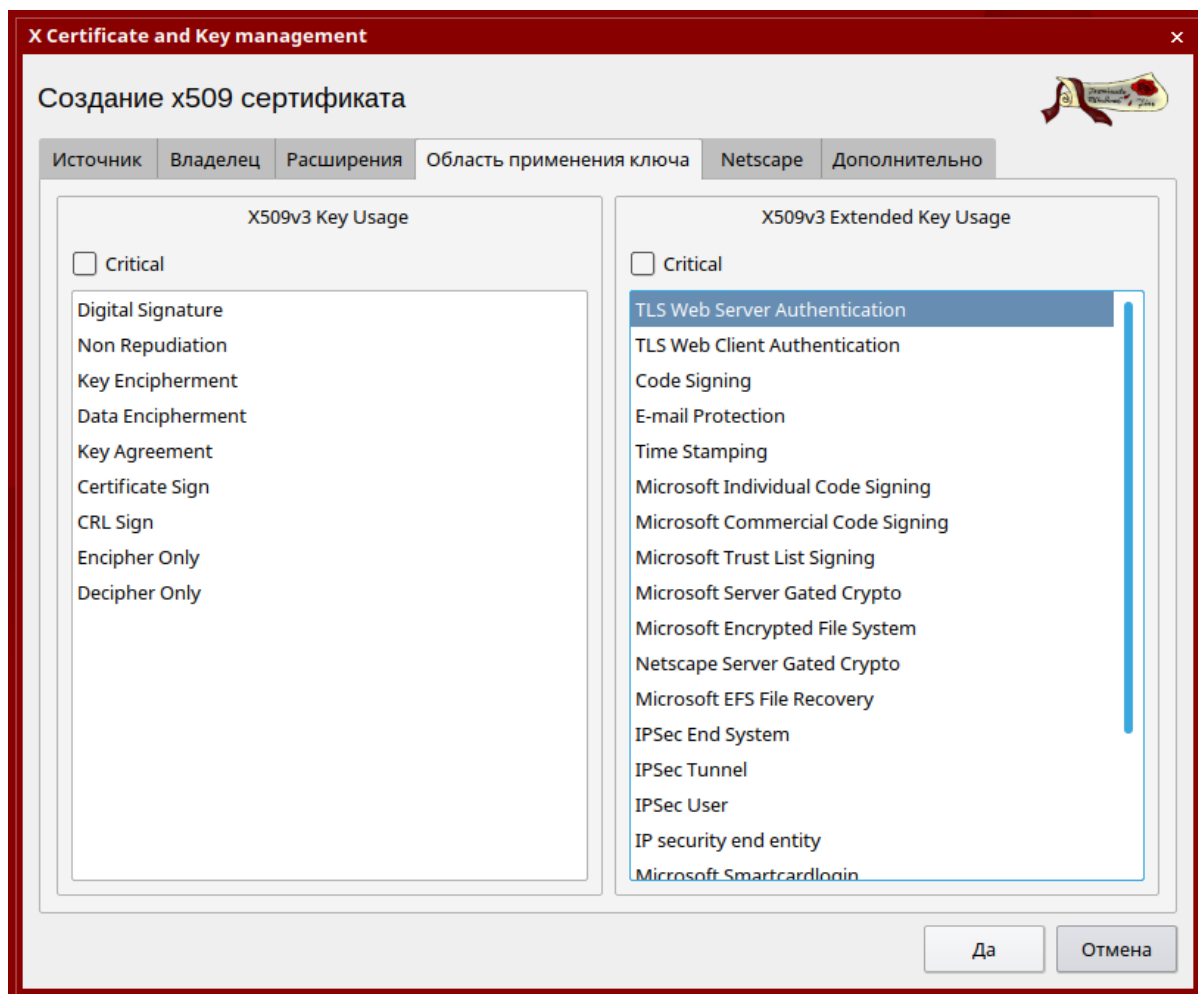 X Certificate and Key management
Создание x509 сертификата
Источник Владелец Расширения Область применения ключа Netscape Дополнительно
X509v3 Key Usage
Critical
Digital Signature
Non Repudiation
Key Encipherment
Data Encipherment
Key Agreement
Certificate Sign
CRL Sign
Encipher Only
Decipher Only
X509v3 Extended Key Usage
Critical
TLS Web Server Authentication
TLS Web Client Authentication
Code Signing
E-mail Protection
Time Stamping
Microsoft Individual Code Signing
Microsoft Commercial Code Signing
Microsoft Trust List Signing
Microsoft Server Gated Crypto
Microsoft Encrypted File System
Netscape Server Gated Crypto
Microsoft EFS File Recovery
IPSec End System
IPSec Tunnel
IPSec User
IP security end entity
Microsoft Smartcardlogin
Да Отмена